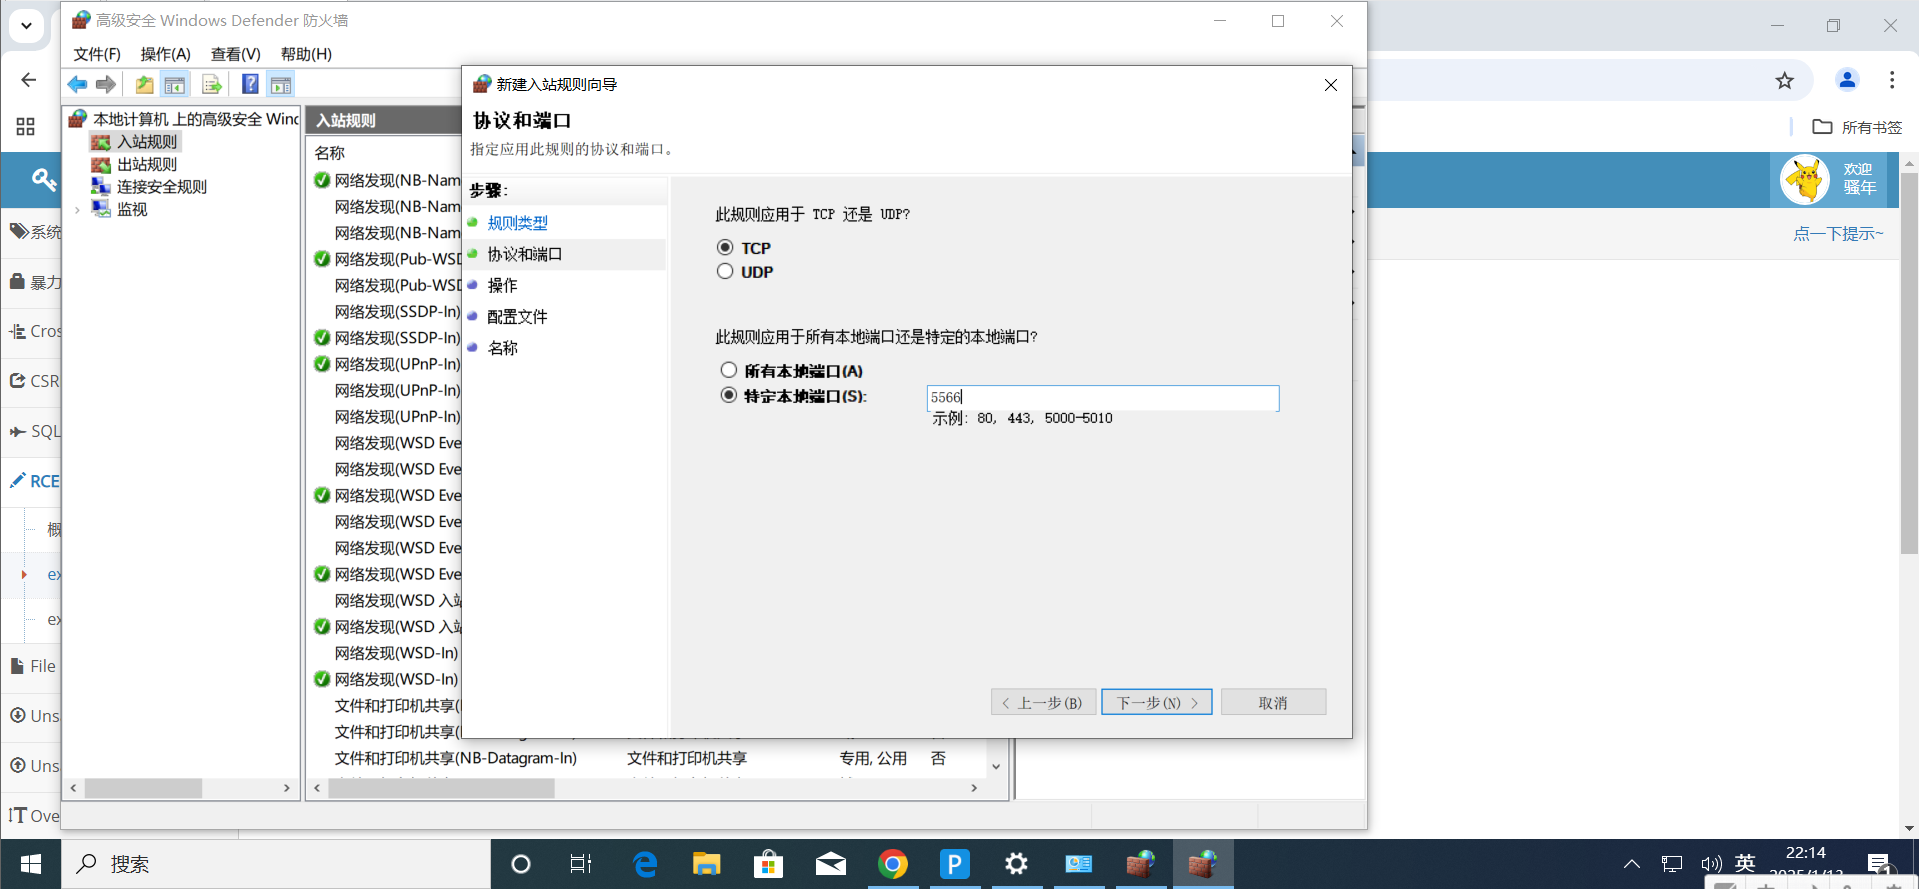 高级安全 Windows Defender 防火墙
文件(F) 操作(A) 查看(V) 帮助(H)
新建入站规则向导
协议和端口
指定应用此规则的协议和端口。
本地计算机 上的高级安全 Wind
入站规则
出站规则
连接安全规则
监视
入站规则
名称
网络发现(NB-Nam
网络发现(NB-Nam
网络发现(NB-Nam
网络发现(Pub-WSD
网络发现(Pub-WSD
网络发现(SSDP-In)
网络发现(SSDP-In)
网络发现(UPnP-In)
网络发现(UPnP-In)
网络发现(UPnP-In)
网络发现(WSD Eve
网络发现(WSD Eve
网络发现(WSD Eve
网络发现(WSD Eve
网络发现(WSD Eve
网络发现(WSD Eve
网络发现(WSD 入站
网络发现(WSD 入站
网络发现(WSD-In)
网络发现(WSD-In)
文件和打印机共享(
文件和打印机共享(
文件和打印机共享(NB-Datagram-In) 文件和打印机共享 专用, 公用 否
步骤:
规则类型
协议和端口
操作
配置文件
名称
此规则应用于 TCP 还是 UDP?
TCP
UDP
此规则应用于所有本地端口还是特定的本地端口?
所有本地端口(A)
特定本地端口(S):
5566
示例: 80, 443, 5000-5010
< 上一步(B)
下一步(N) >
取消
所有书签
欢迎
骚年
点一下提示~
系统
暴力
Cros
CSR
SQL
RCE
概
ex
ex
File
Uns
Uns
Ove
搜索
英
22:14
1